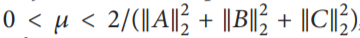 0 < μ < 2/(‖A‖₂² + ‖B‖₂² + ‖C‖₂²)